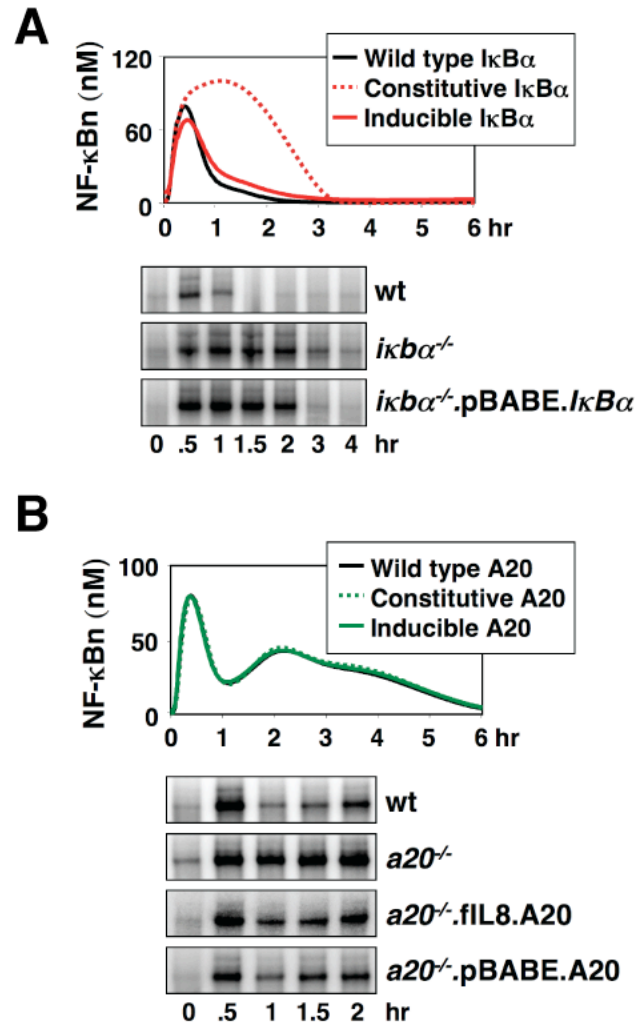 A
NF-κBn (nM)
120
60
0
Wild type IκBα
Constitutive IκBα
Inducible IκBα
0 1 2 3 4 5 6 hr
wt
iκbα-/-
iκbα-/-.pBABE.IκBα
0 .5 1 1.5 2 3 4 hr
B
NF-κBn (nM)
100
50
0
Wild type A20
Constitutive A20
Inducible A20
0 1 2 3 4 5 6 hr
wt
a20-/-
a20-/-.fIL8.A20
a20-/-.pBABE.A20
0 .5 1 1.5 2 hr